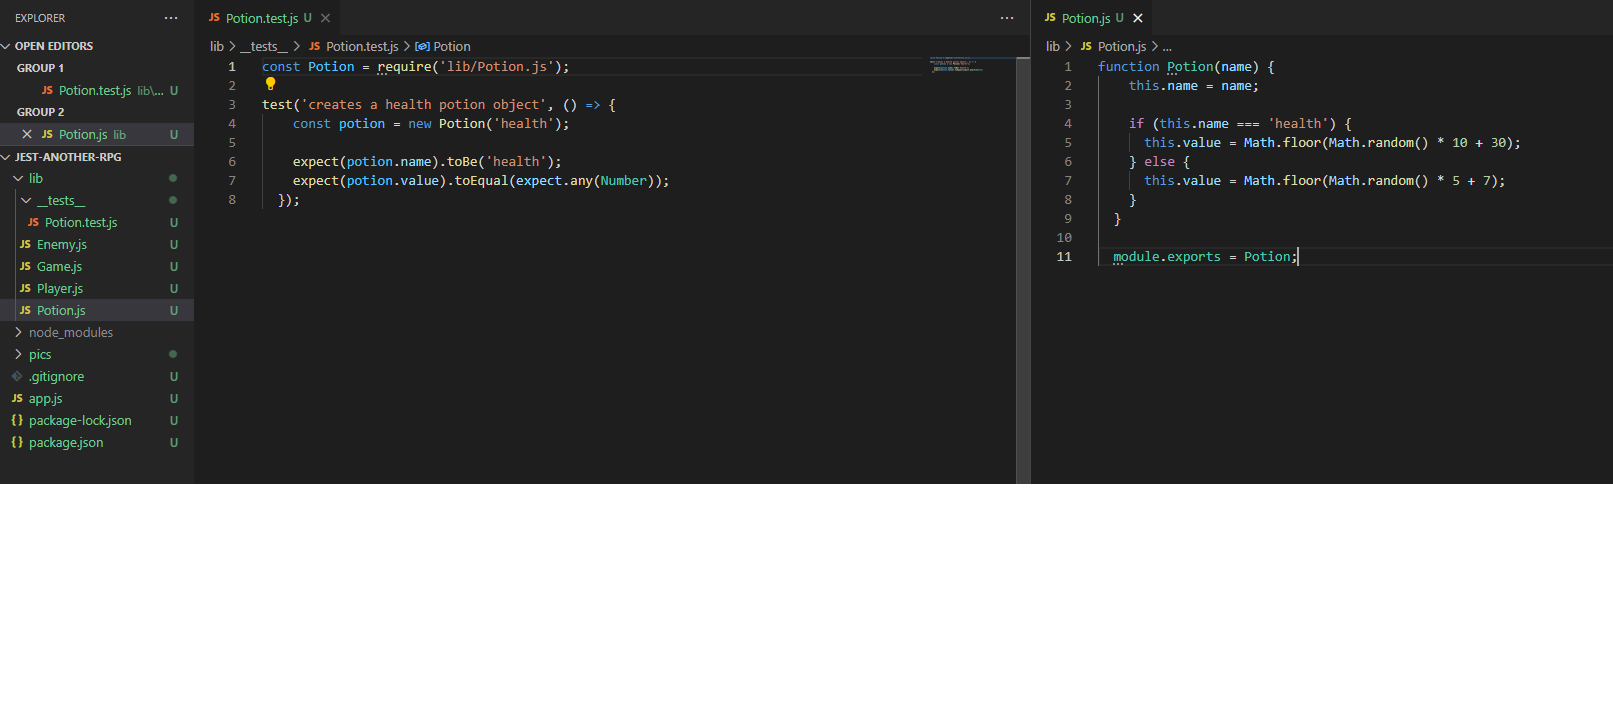 EXPLORER ...
OPEN EDITORS
GROUP 1
JS Potion.test.js lib\... U
GROUP 2
JS Potion.js lib U
JEST-ANOTHER-RPG
lib
__tests__
JS Potion.test.js U
JS Enemy.js U
JS Game.js U
JS Player.js U
JS Potion.js U
node_modules
pics
.gitignore U
JS app.js U
{} package-lock.json U
{} package.json U
JS Potion.test.js U ...
lib > __tests__ > JS Potion.test.js > Potion
1 const Potion = require('lib/Potion.js');
2
3 test('creates a health potion object', () => {
4 const potion = new Potion('health');
5
6 expect(potion.name).toBe('health');
7 expect(potion.value).toEqual(expect.any(Number));
8 });
JS Potion.js U
lib > JS Potion.js > ...
1 function Potion(name) {
2 this.name = name;
3
4 if (this.name === 'health') {
5 this.value = Math.floor(Math.random() * 10 + 30);
6 } else {
7 this.value = Math.floor(Math.random() * 5 + 7);
8 }
9 }
10
11 module.exports = Potion;